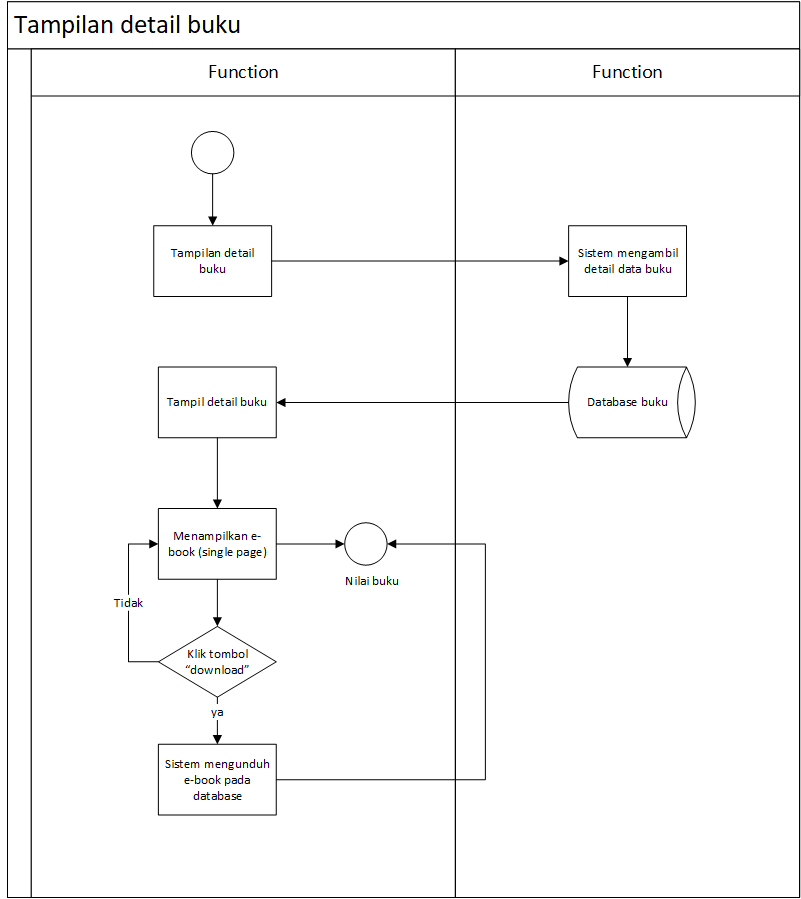 Tampilan detail buku
Function
Function
Tampilan detail
buku
Sistem mengambil
detail data buku
Tampil detail buku
Database buku
Menampilkan e-
book (single page)
Nilai buku
Tidak
Klik tombol
“download”
ya
Sistem mengunduh
e-book pada
database